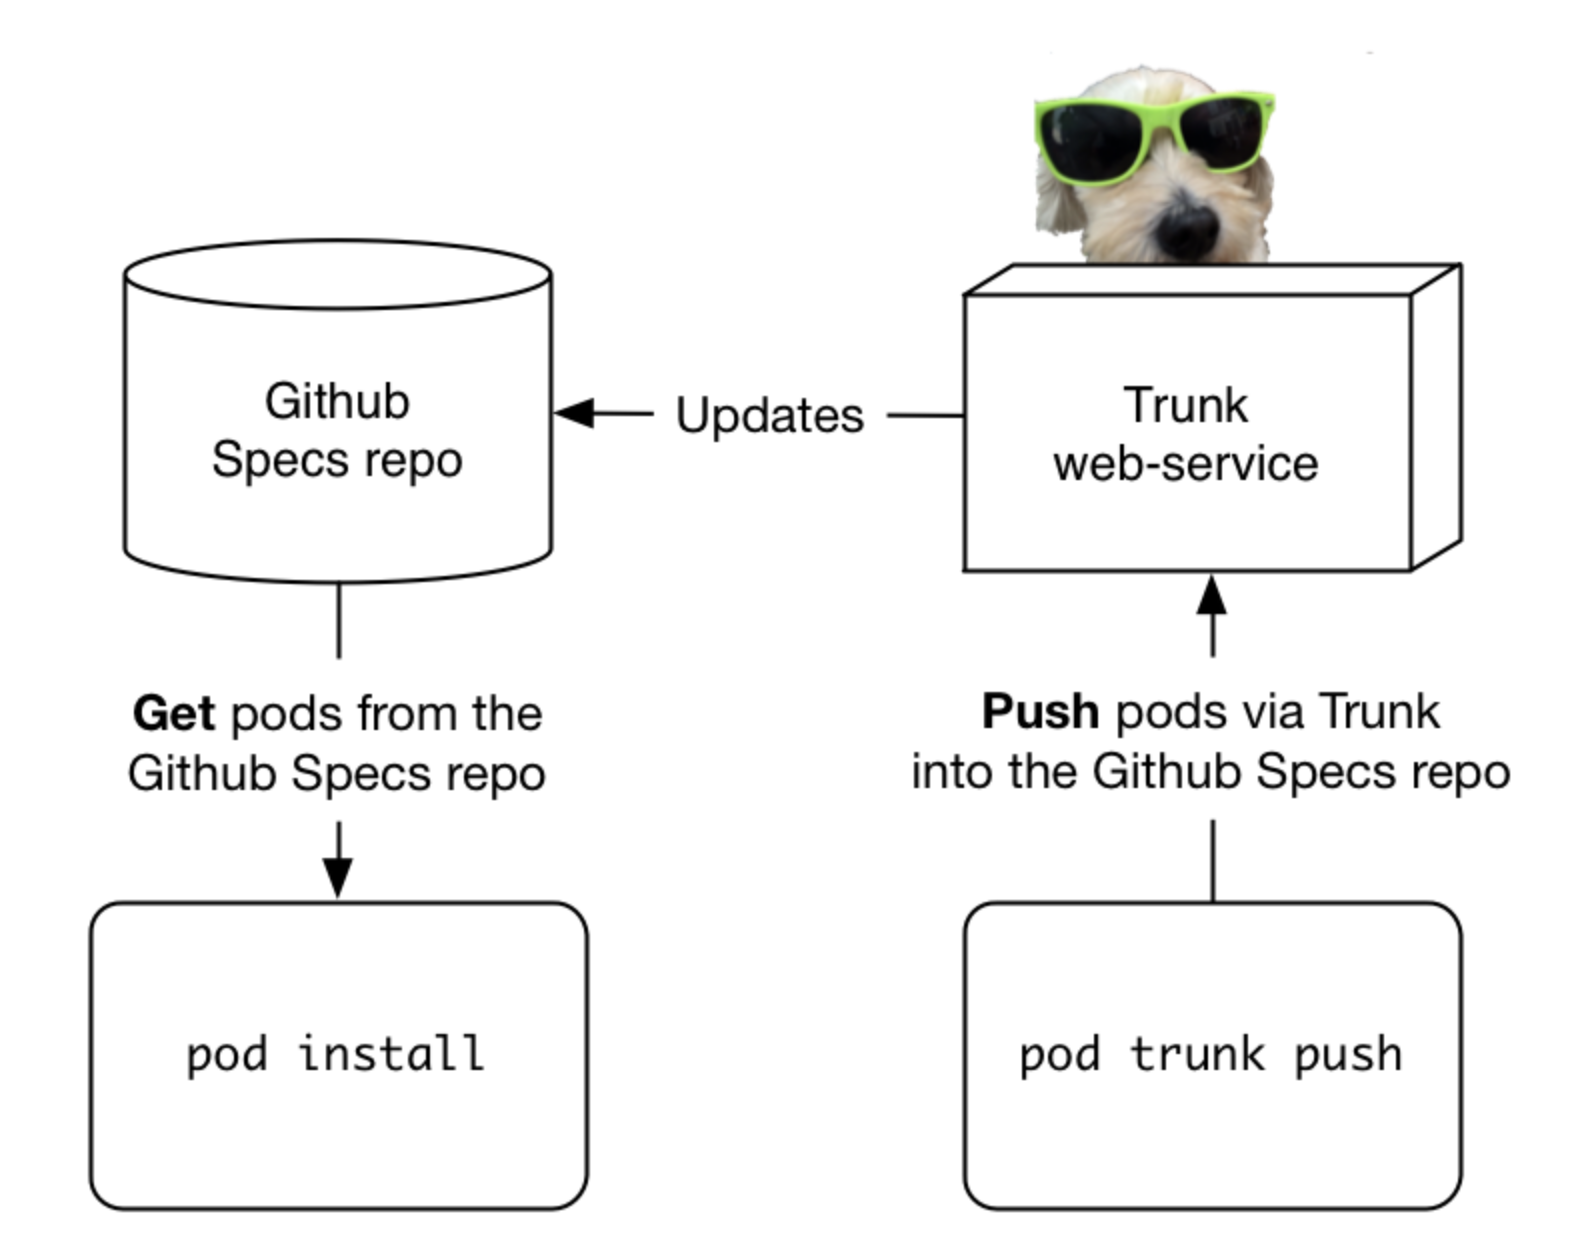 Github
Specs repo
Updates
Trunk
web-service
Get pods from the
Github Specs repo
Push pods via Trunk
into the Github Specs repo
pod install
pod trunk push